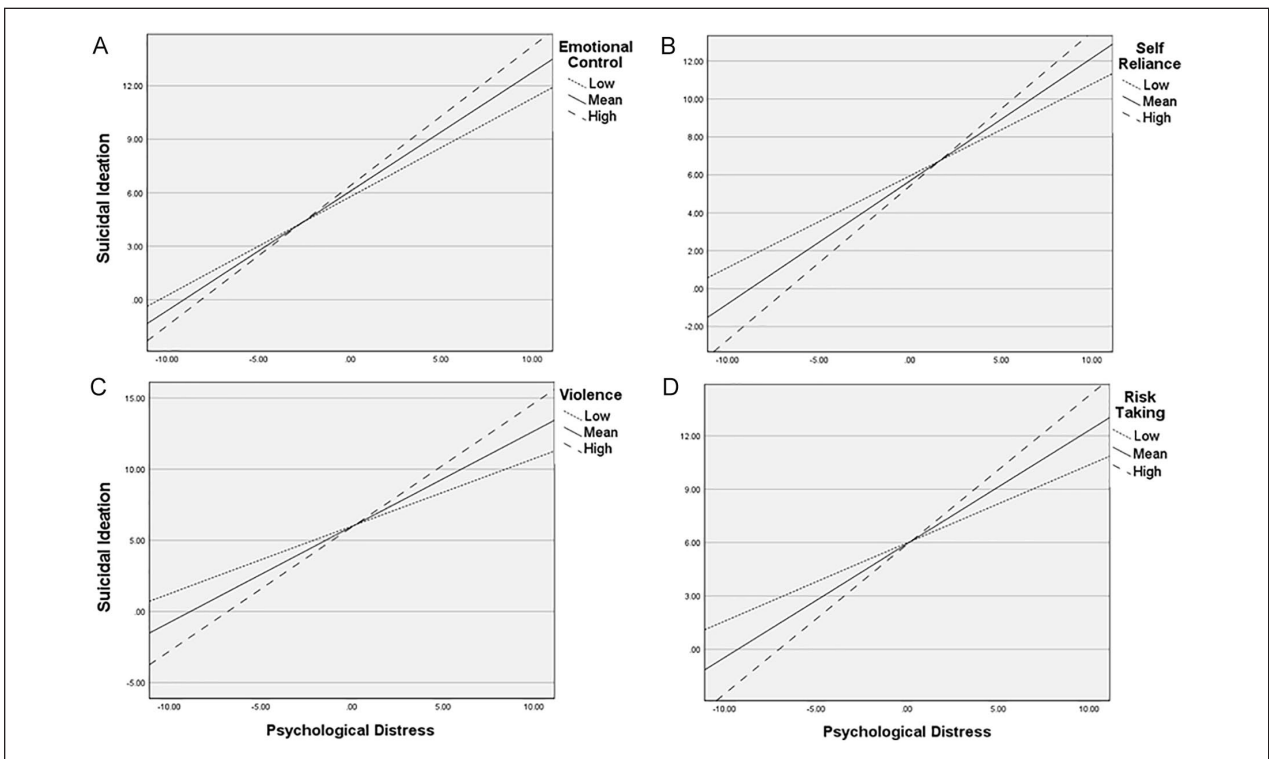 A
Emotional
Control
Low
Mean
High
Suicidal Ideation
12.00
9.00
6.00
3.00
.00
-10.00 -5.00 .00 5.00 10.00
B
Self
Reliance
Low
Mean
High
12.00
10.00
8.00
6.00
4.00
2.00
.00
-2.00
-10.00 -5.00 .00 5.00 10.00
C
Violence
Low
Mean
High
Suicidal Ideation
15.00
10.00
5.00
.00
-5.00
-10.00 -5.00 .00 5.00 10.00
Psychological Distress
D
Risk
Taking
Low
Mean
High
12.00
9.00
6.00
3.00
.00
-10.00 -5.00 .00 5.00 10.00
Psychological Distress